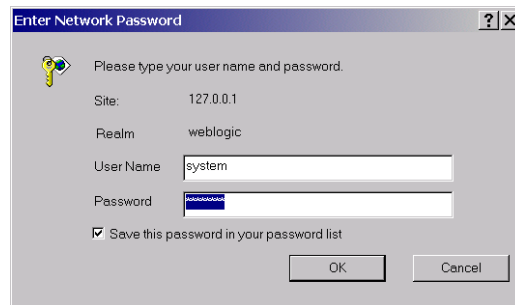 Enter Network Password
Please type your user name and password.
Site: 127.0.0.1
Realm weblogic
User Name system
Password ********
Save this password in your password list
OK Cancel